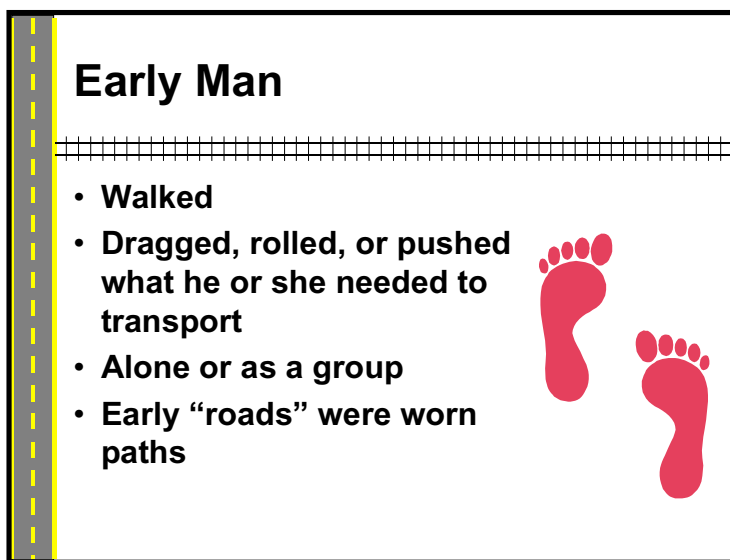 Early Man
• Walked
• Dragged, rolled, or pushed
what he or she needed to
transport
• Alone or as a group
• Early “roads” were worn
paths